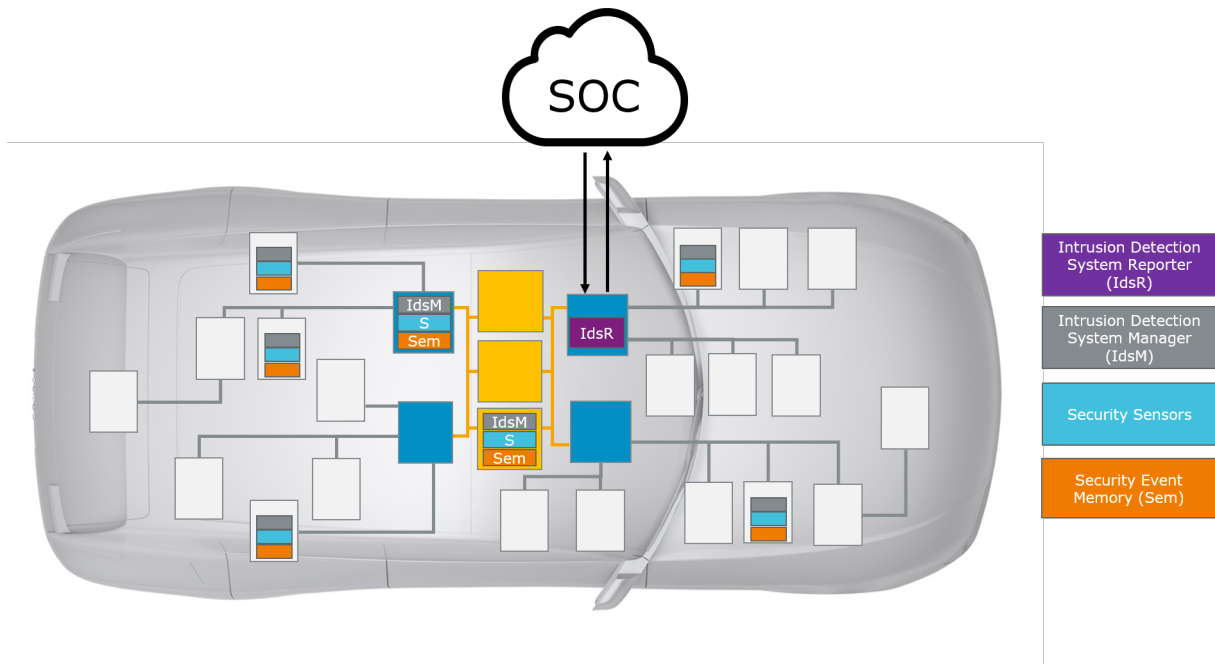 SOC
IdsM
S
Sem
IdsR
IdsM
S
Sem
Intrusion Detection
System Reporter
(IdsR)
Intrusion Detection
System Manager
(IdsM)
Security Sensors
Security Event
Memory (Sem)